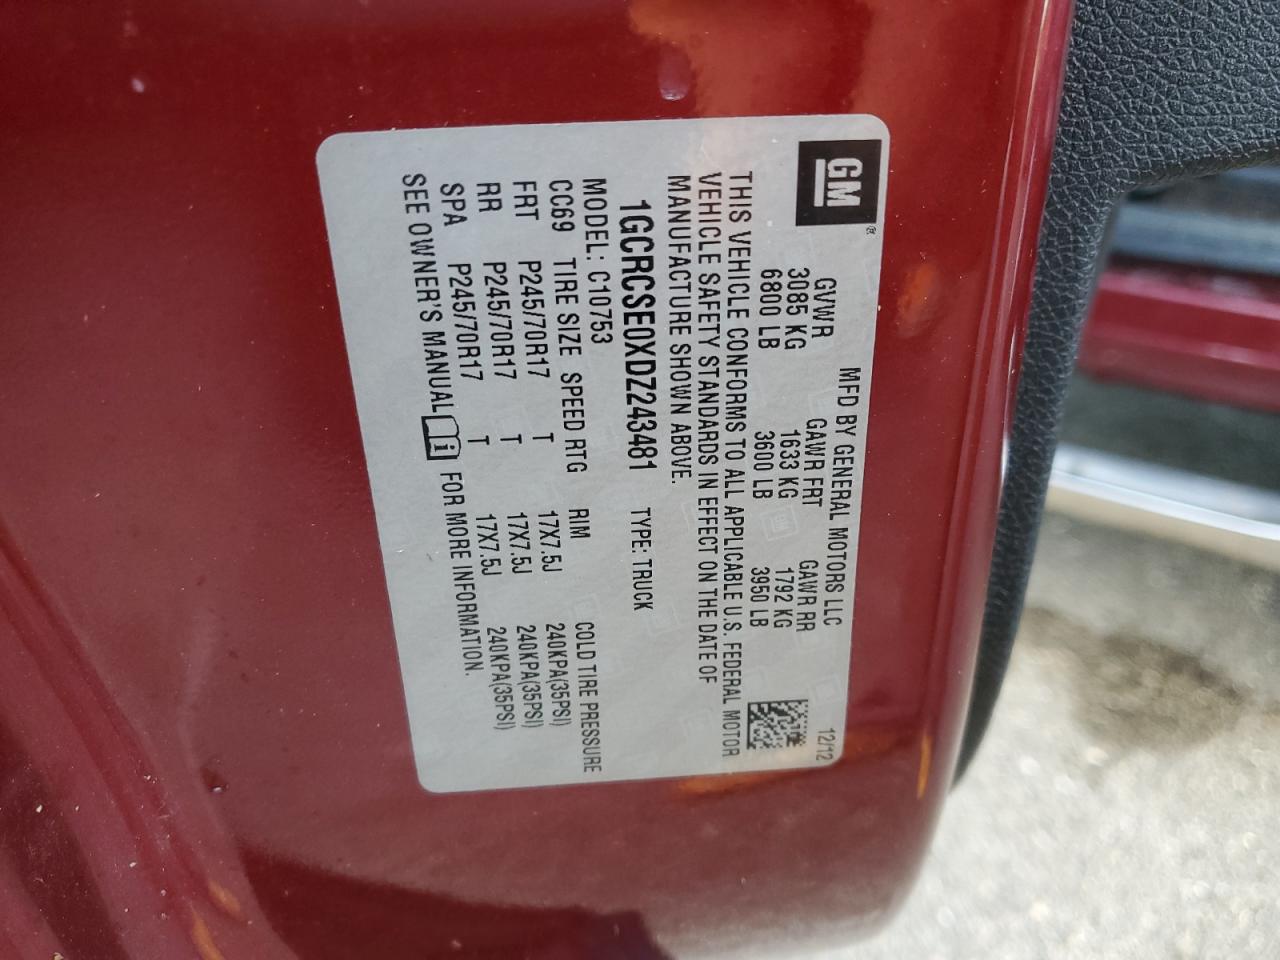 GM®
MFD BY GENERAL MOTORS LLC 12/12
GVWR GAWR FRT GAWR RR
3085 KG 1633 KG 1792 KG
6800 LB 3600 LB 3950 LB
THIS VEHICLE CONFORMS TO ALL APPLICABLE U.S. FEDERAL MOTOR
VEHICLE SAFETY STANDARDS IN EFFECT ON THE DATE OF
MANUFACTURE SHOWN ABOVE.
1GCRCSE0XDZ243481 TYPE: TRUCK
MODEL: C10753
CC69 TIRE SIZE SPEED RTG RIM COLD TIRE PRESSURE
FRT P245/70R17 T 17X7.5J 240KPA(35PSI)
RR P245/70R17 T 17X7.5J 240KPA(35PSI)
SPA P245/70R17 T 17X7.5J 240KPA(35PSI)
SEE OWNER'S MANUAL i FOR MORE INFORMATION.